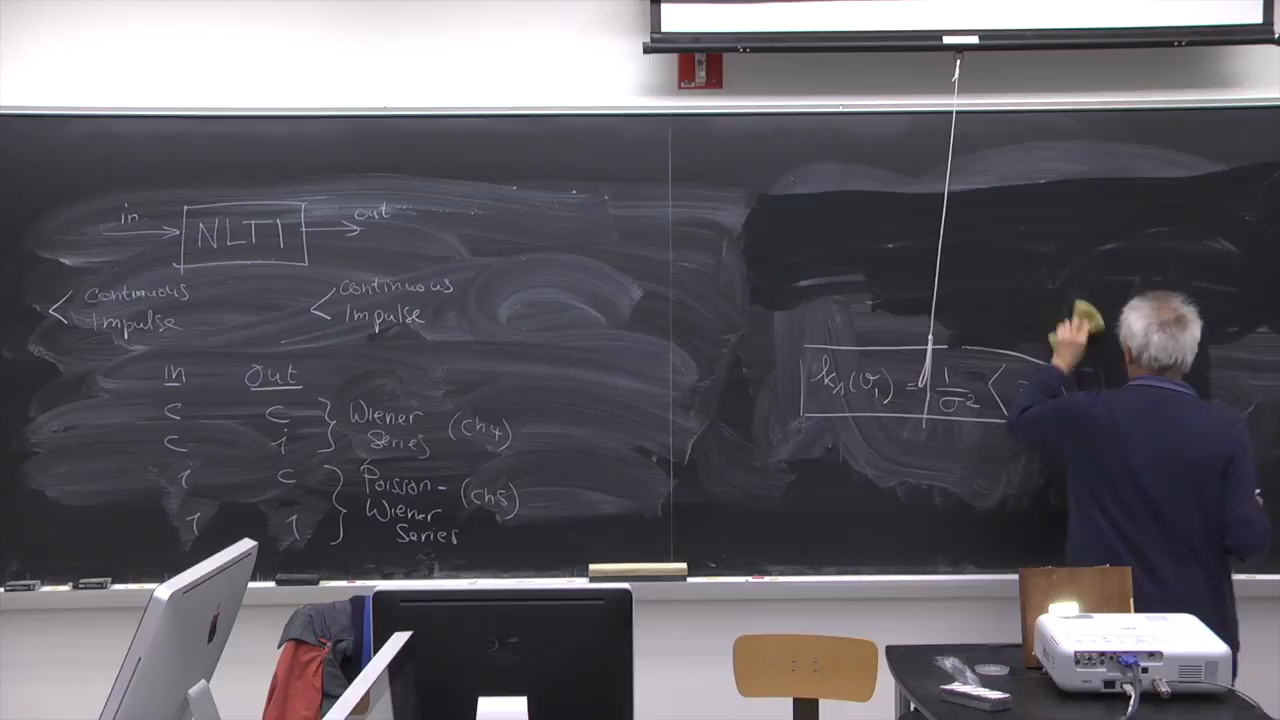 in
NLTI
out
< Continuous
Impulse
< Continuous
Impulse
In Out
C C
C i
i C
i i
} Wiener
Series (Ch4)
} Poisson-
Wiener
Series (Ch5)
k₁(σ₁) = 1/σ² <